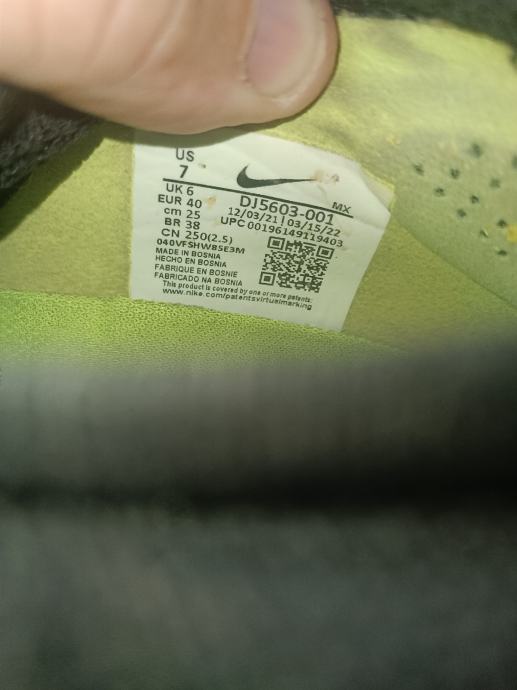 US
7
UK 6
EUR 40
cm 25
BR 38
CN 250(2.5)
DJ5603-001 MX
12/03/21 | 03/15/22
UPC 00196149119403
040VFSHW85E3M
MADE IN BOSNIA
HECHO EN BOSNIA
FABRIQUE EN BOSNIE
FABRICADO NA BOSNIA
This product is covered by one or more patents:
www.nike.com/patentsvirtualmarking